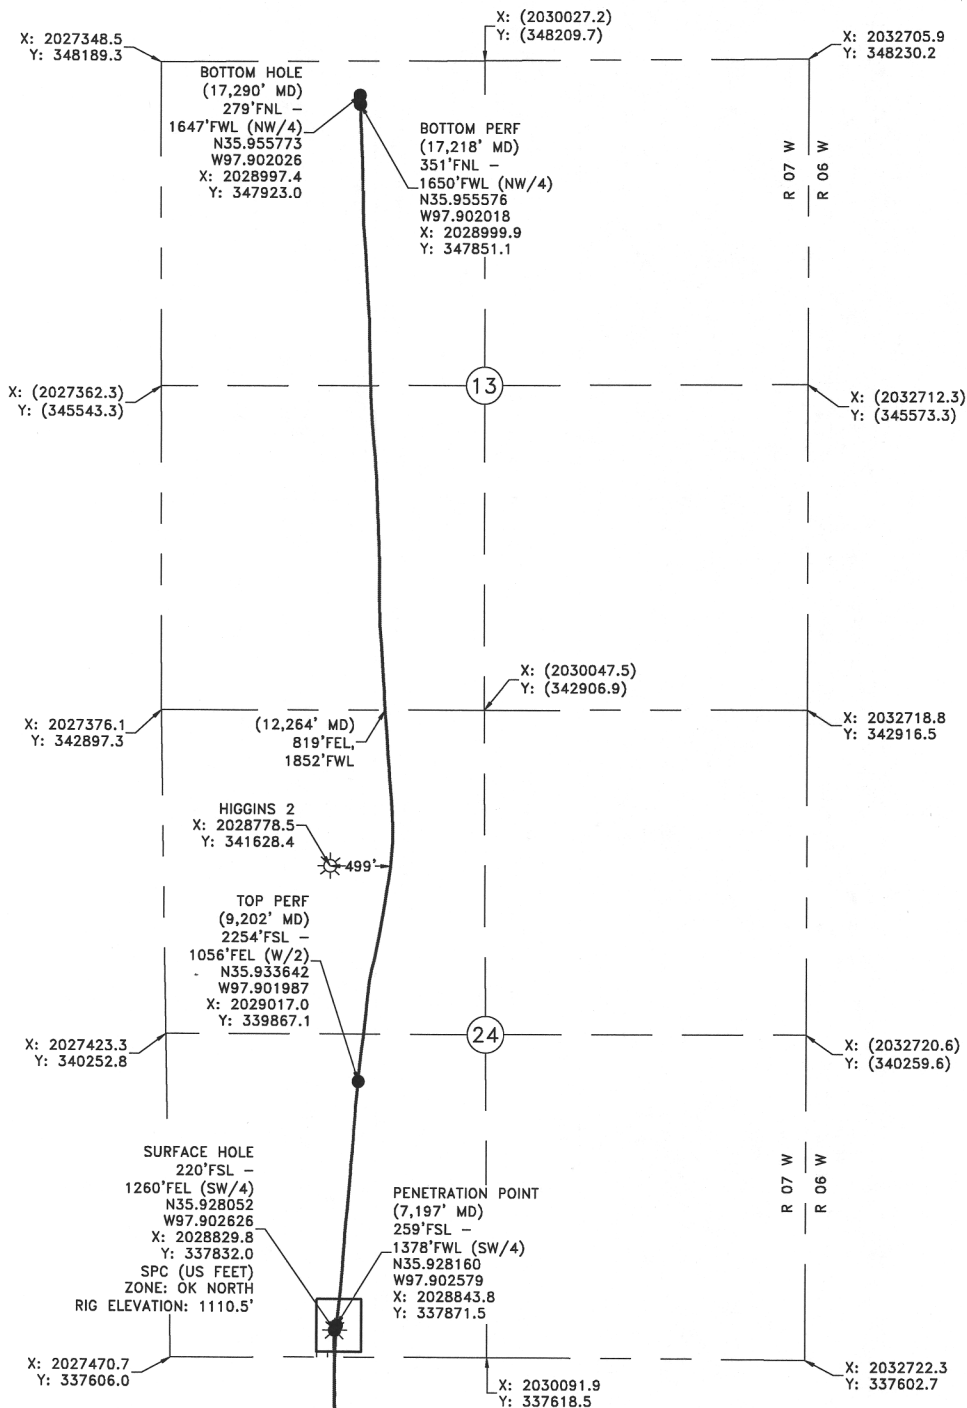 X: (2030027.2)
Y: (348209.7)
X: 2027348.5
Y: 348189.3
X: 2032705.9
Y: 348230.2
BOTTOM HOLE
(17,290' MD)
279'FNL –
1647'FWL (NW/4)
N35.955773
W97.902026
X: 2028997.4
Y: 347923.0
BOTTOM PERF
(17,218' MD)
351'FNL –
1650'FWL (NW/4)
N35.955576
W97.902018
X: 2028999.9
Y: 347851.1
R 07 W
R 06 W
X: (2027362.3)
Y: (345543.3)
13
X: (2032712.3)
Y: (345573.3)
X: (2030047.5)
Y: (342906.9)
X: 2027376.1
Y: 342897.3
(12,264' MD)
819'FEL,
1852'FWL
X: 2032718.8
Y: 342916.5
HIGGINS 2
X: 2028778.5
Y: 341628.4
499'
TOP PERF
(9,202' MD)
2254'FSL –
1056'FEL (W/2)
N35.933642
W97.901987
X: 2029017.0
Y: 339867.1
X: 2027423.3
Y: 340252.8
24
X: (2032720.6)
Y: (340259.6)
SURFACE HOLE
220'FSL –
1260'FEL (SW/4)
N35.928052
W97.902626
X: 2028829.8
Y: 337832.0
SPC (US FEET)
ZONE: OK NORTH
RIG ELEVATION: 1110.5'
PENETRATION POINT
(7,197' MD)
259'FSL –
1378'FWL (SW/4)
N35.928160
W97.902579
X: 2028843.8
Y: 337871.5
R 07 W
R 06 W
X: 2027470.7
Y: 337606.0
X: 2030091.9
Y: 337618.5
X: 2032722.3
Y: 337602.7